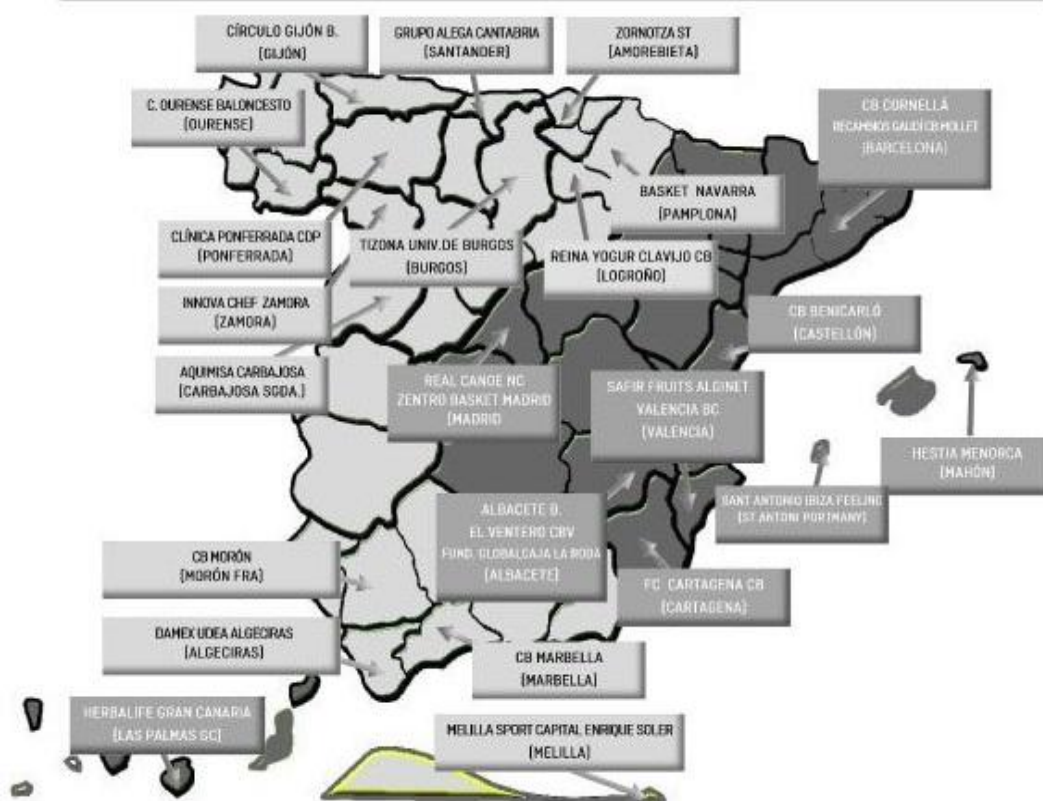 CÍRCULO GIJÓN B.
(GIJÓN)
GRUPO ALEGA CANTABRIA
(SANTANDER)
ZORNOTZA ST
(AMOREBIETA)
C. OURENSE BALONCESTO
(OURENSE)
CB CORNELLÁ
RECAMBIOS GAUDÍ CB MOLLET
(BARCELONA)
BASKET NAVARRA
(PAMPLONA)
CLÍNICA PONFERRADA CDP
(PONFERRADA)
TIZONA UNIV.DE BURGOS
(BURGOS)
REINA YOGUR CLAVIJO CB
(LOGROÑO)
INNOVA CHEF ZAMORA
(ZAMORA)
CB BENICARLÓ
(CASTELLÓN)
AQUIMISA CARBAJOSA
(CARBAJOSA SGDA.)
REAL CANOE NC
ZENTRO BASKET MADRID
(MADRID
SAFIR FRUITS ALGINET
VALENCIA BC
(VALENCIA)
HESTIA MENORCA
(MAHÓN)
SANT ANTONIO IBIZA FEELING
(ST ANTONI PORTMANY)
ALBACETE B.
EL VENTERO CBV
FUND. GLOBALCAJA LA RODA
(ALBACETE)
CB MORÓN
(MORÓN FRA)
FC CARTAGENA CB
(CARTAGENA)
DAMEX UDEA ALGECIRAS
(ALGECIRAS)
CB MARBELLA
(MARBELLA)
HERBALIFE GRAN CANARIA
(LAS PALMAS GC)
MELILLA SPORT CAPITAL ENRIQUE SOLER
(MELILLA)